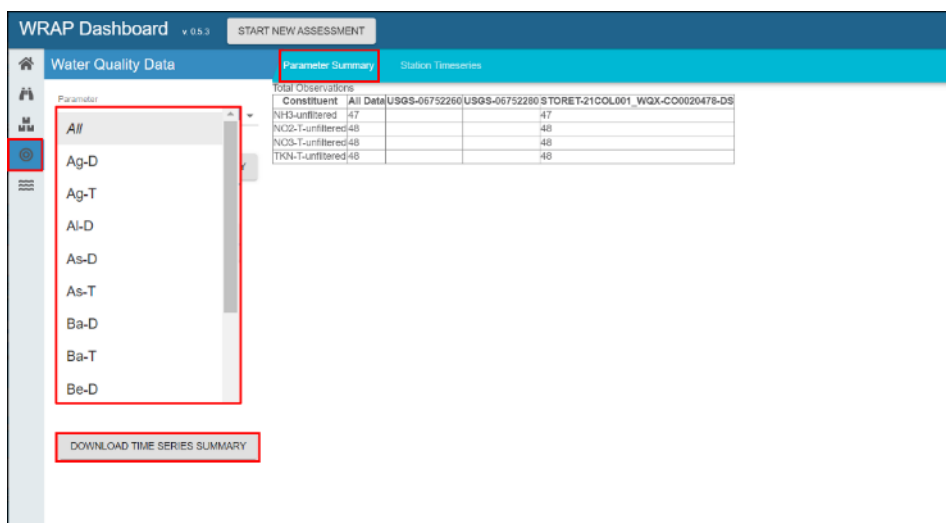 WRAP Dashboard v 0.5.3 START NEW ASSESSMENT
Water Quality Data
Parameter Summary Station Timeseries
Parameter
All
Ag-D
Ag-T
Al-D
As-D
As-T
Ba-D
Ba-T
Be-D
DOWNLOAD TIME SERIES SUMMARY
Total Observations
Constituent All Data USGS-06752260 USGS-06752280 STORET-21COL001_WQX-CO0020478-DS
NH3-unfiltered 47 47
NO2-T-unfiltered 48 48
NO3-T-unfiltered 48 48
TKN-T-unfiltered 48 48